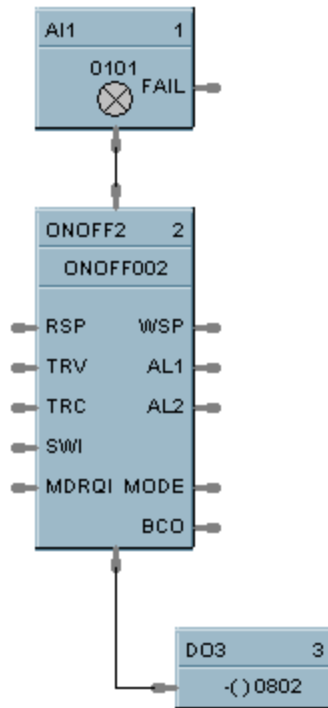 AI1 1
0101
FAIL
ONOFF2 2
ONOFF002
RSP WSP
TRV AL1
TRC AL2
SWI
MDRQI MODE
BCO
DO3 3
-( ) 0802